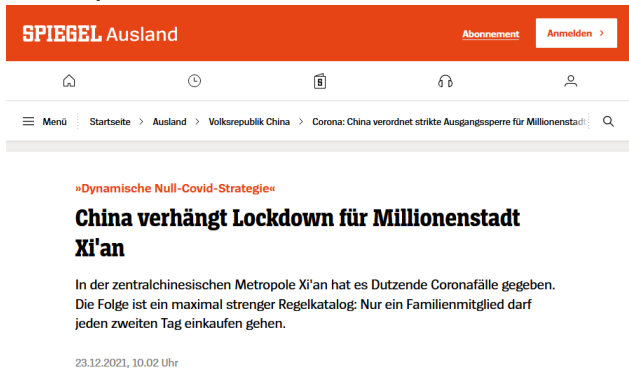 SPIEGEL Ausland
Abonnement
Anmelden >
Menü
Startseite > Ausland > Volksrepublik China > Corona: China verordnet strikte Ausgangssperre für Millionenstadt
»Dynamische Null-Covid-Strategie«
China verhängt Lockdown für Millionenstadt
Xi'an
In der zentralchinesischen Metropole Xi'an hat es Dutzende Coronafälle gegeben.
Die Folge ist ein maximal strenger Regelkatalog: Nur ein Familienmitglied darf
jeden zweiten Tag einkaufen gehen.
23.12.2021, 10.02 Uhr